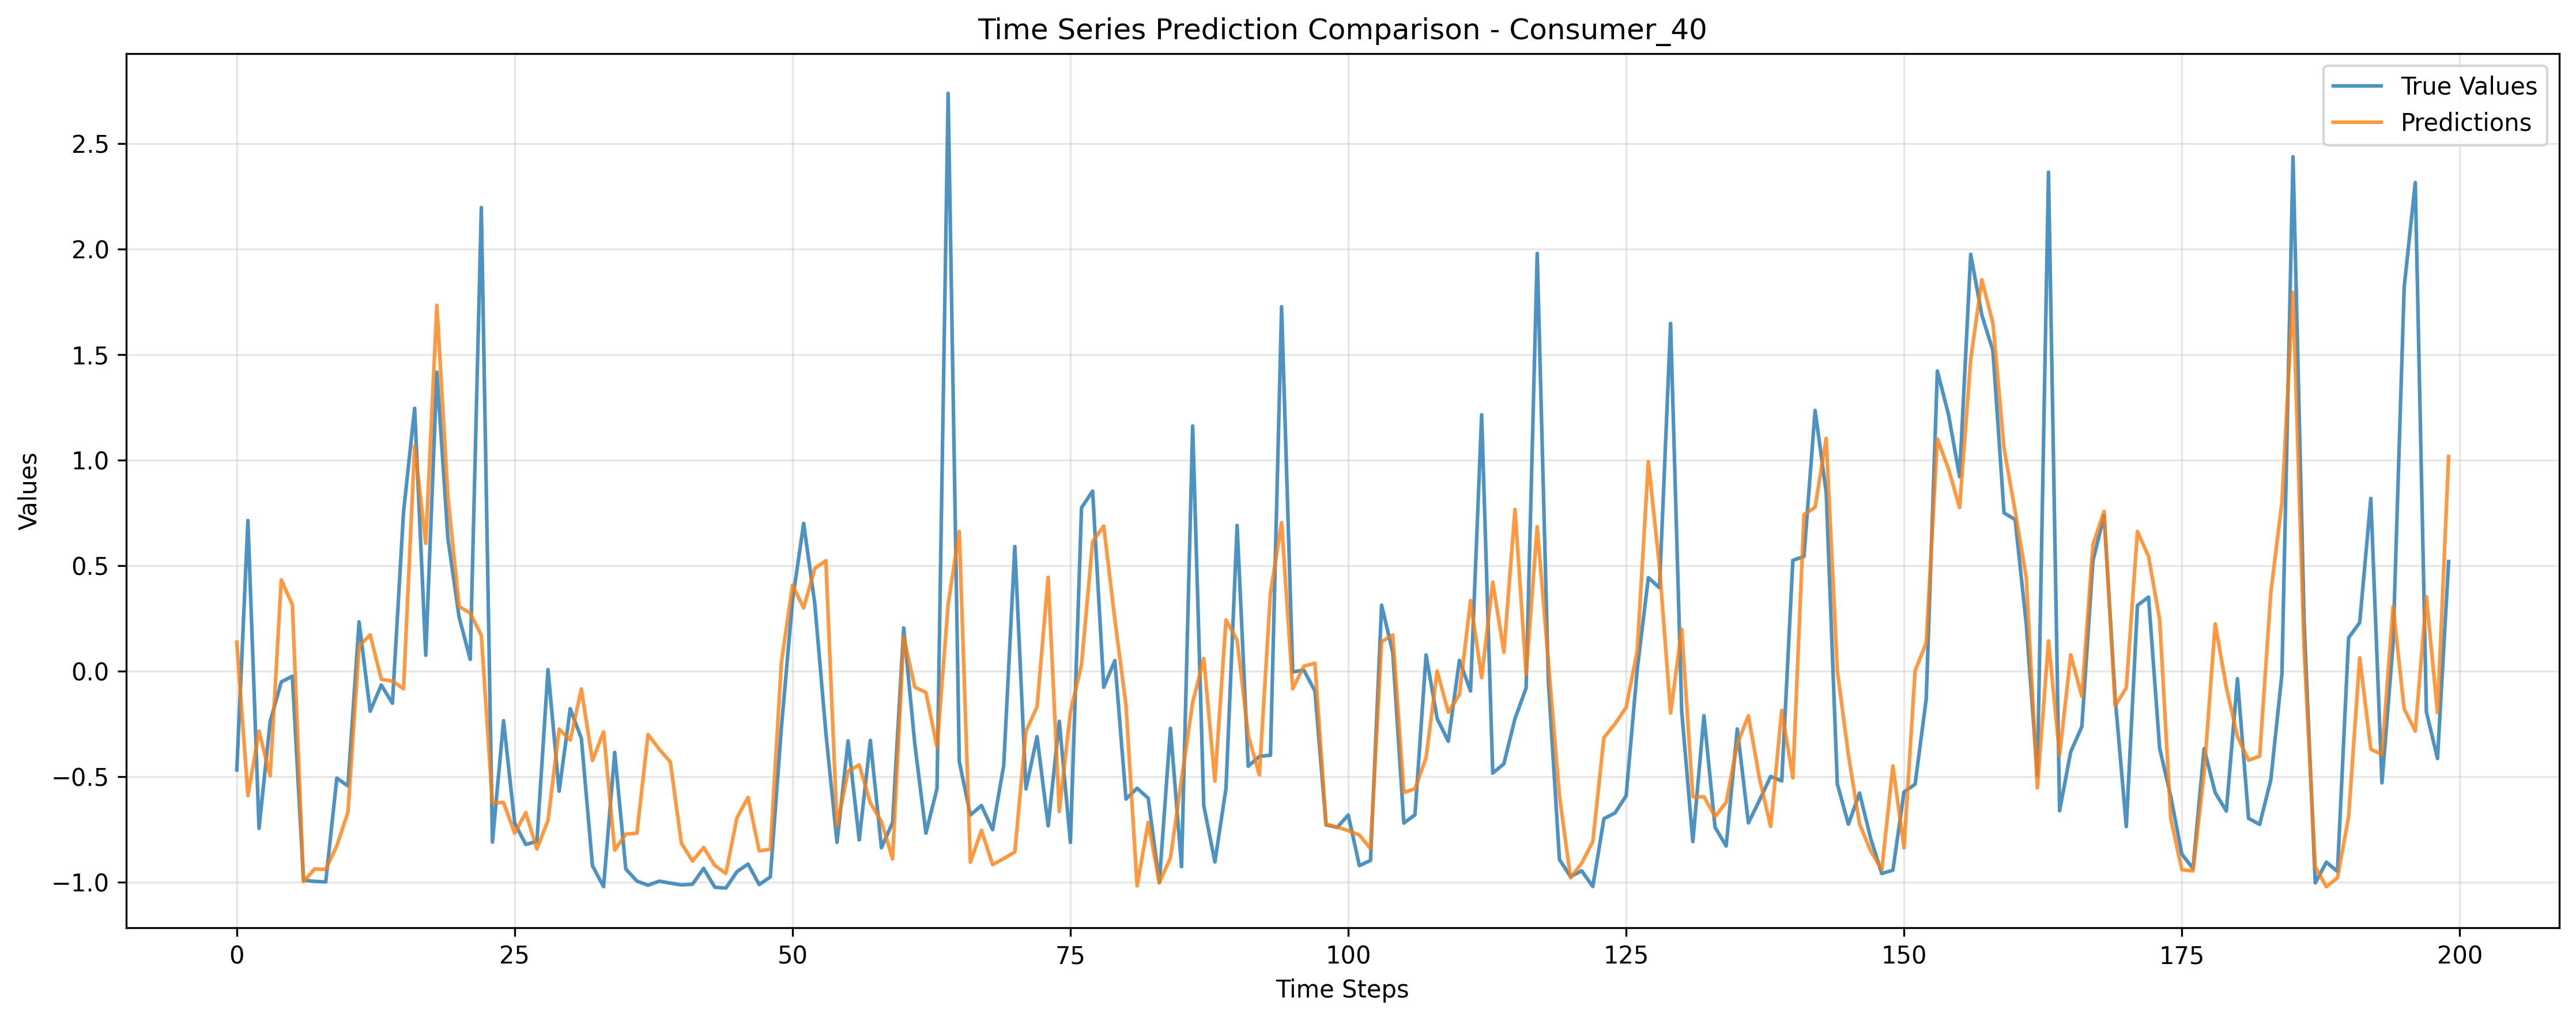 Time Series Prediction Comparison - Consumer_40
True Values
Predictions
Values
2.5
2.0
1.5
1.0
0.5
0.0
−0.5
−1.0
0 25 50 75 100 125 150 175 200
Time Steps